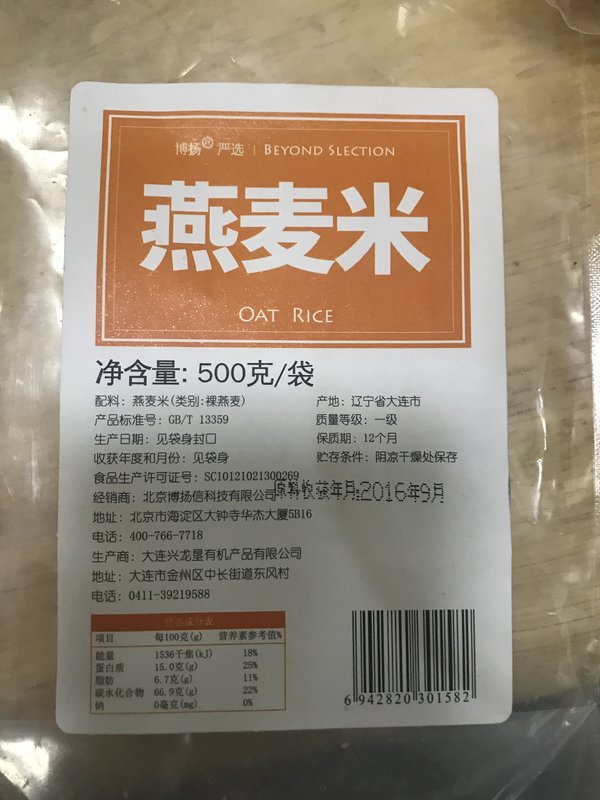 博扬® 严选 | BEYOND SLECTION
燕麦米
OAT RICE
净含量: 500克/袋
配料: 燕麦米(类别:裸燕麦) 产地: 辽宁省大连市
产品标准号: GB/T 13359 质量等级: 一级
生产日期: 见袋身封口 保质期: 12个月
收获年度和月份: 见袋身 贮存条件: 阴凉干燥处保存
食品生产许可证号: SC10121021300269
原料收获年月:2016年9月
经销商: 北京博扬信科技有限公司
地址: 北京市海淀区大钟寺华杰大厦5B16
电话: 400-766-7718
生产商: 大连兴龙垦有机产品有限公司
地址: 大连市金州区中长街道东风村
电话: 0411-39219588
营养成分表
项目 每100克(g) 营养素参考值%
能量 1536千焦(kJ) 18%
蛋白质 15.0克(g) 25%
脂肪 6.7克(g) 11%
碳水化合物 66.9克(g) 22%
钠 0毫克(mg) 0%
6 942820 301582